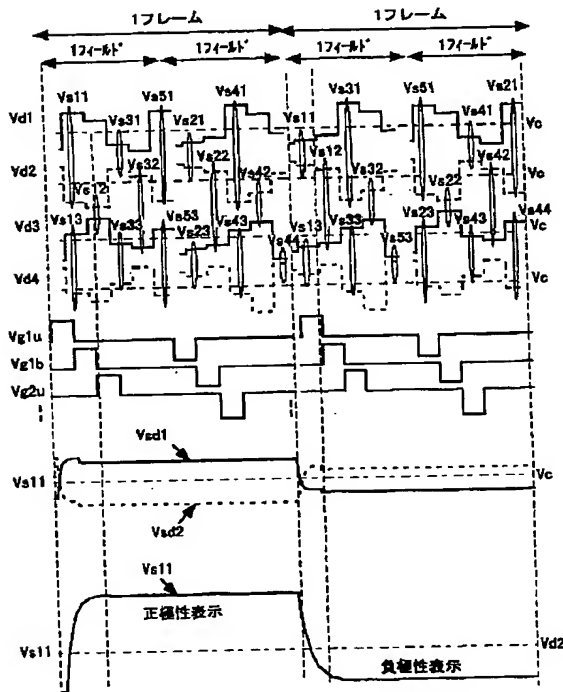 1フレーム 1フレーム
1フィールド 1フィールド 1フィールド 1フィールド
Vs11 Vs51 Vs41 Vs31 Vs51 Vs21
Vd1 Vs31 Vs21 Vs11 Vs41 Vc
Vd2 Vs32 Vs22 Vs42 Vs12 Vs32 Vs42 Vc
Vs12 Vs22
Vd3 Vs13 Vs33 Vs53 Vs23 Vs43 Vs44 Vs13 Vs33 Vs53 Vs23 Vs43 Vs44 Vc
Vd4 Vc
Vg1u
Vg1b
Vg2u
Vsd1
Vs11 Vc
Vsd2
Vs11
正極性表示
Vs11 Vd2
負極性表示